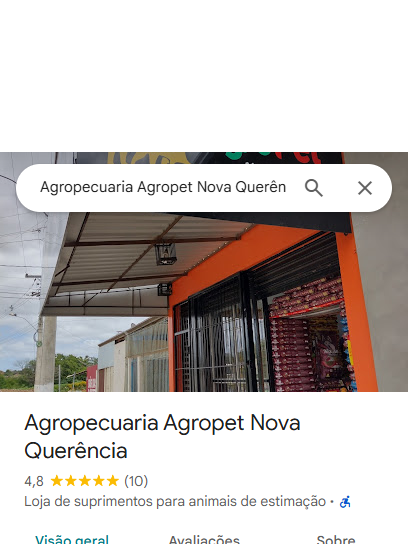 Agropecuaria Agropet Nova Querên
Agropecuaria Agropet Nova
Querência
4,8 (10)
Loja de suprimentos para animais de estimação •
Visão geral Avaliações Sobre